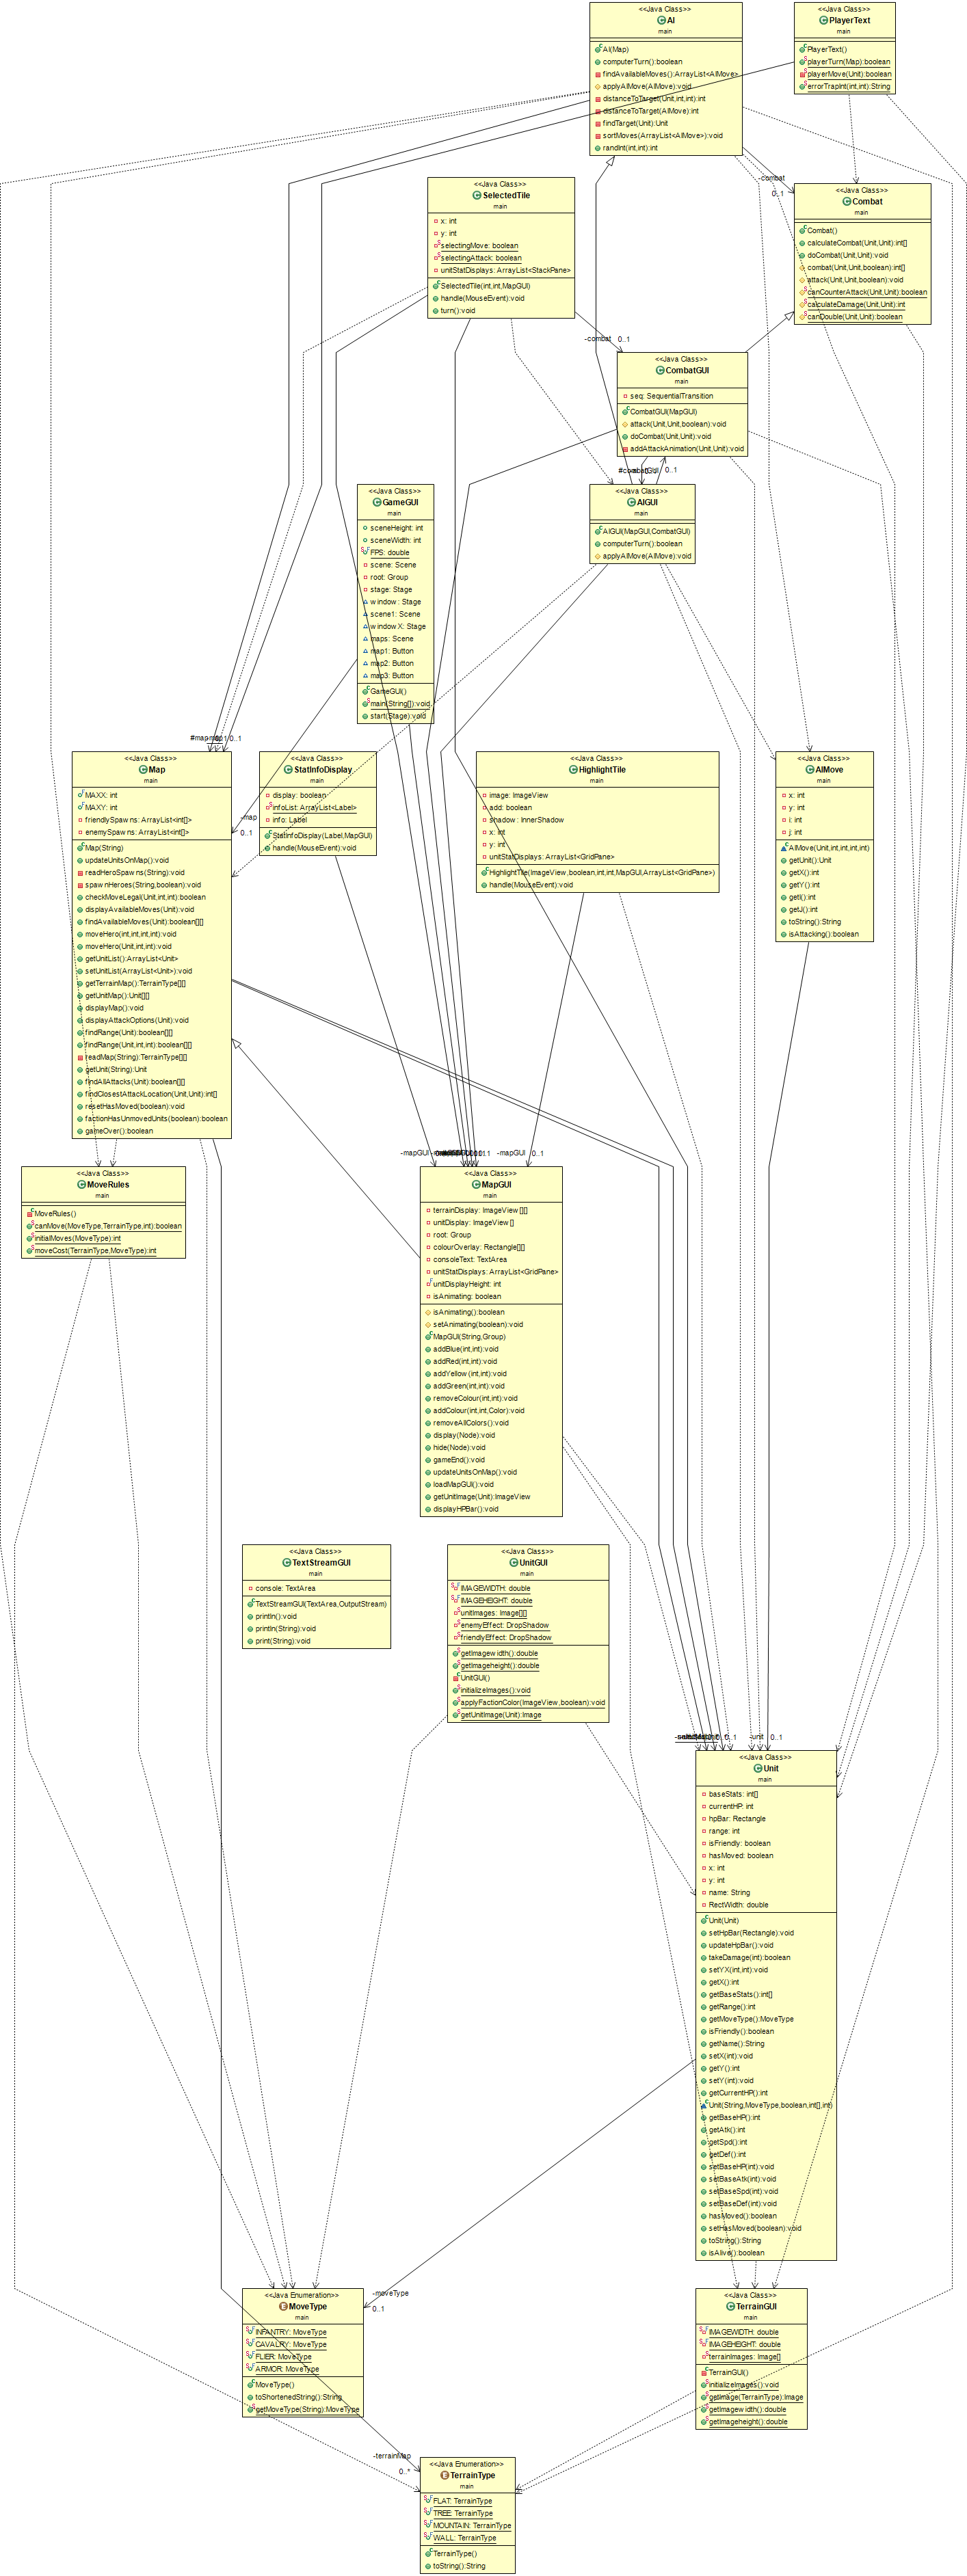 <<Java Class>>
AI
main
AI(Map)
computerTurn():boolean
findAvailableMoves():ArrayList<AIMove>
applyAIMove(AIMove):void
distanceToTarget(Unit,int,int):int
distanceToTarget(AIMove):int
findTarget(Unit):Unit
sortMoves(ArrayList<AIMove>):void
randInt(int,int):int
<<Java Class>>
PlayerText
main
PlayerText()
playerTurn(Map):boolean
playerMove(Unit):boolean
errorTrapInt(int,int):String
<<Java Class>>
SelectedTile
main
x: int
y: int
selectingMove: boolean
selectingAttack: boolean
unitStatDisplays: ArrayList<StackPane>
SelectedTile(int,int,MapGUI)
handle(MouseEvent):void
turn():void
-combat
0..1
<<Java Class>>
Combat
main
Combat()
calculateCombat(Unit,Unit):int[]
doCombat(Unit,Unit):void
combat(Unit,Unit,boolean):int[]
attack(Unit,Unit,boolean):void
canCounterAttack(Unit,Unit):boolean
calculateDamage(Unit,Unit):int
canDouble(Unit,Unit):boolean
-combat 0..1
<<Java Class>>
CombatGUI
main
seq: SequentialTransition
CombatGUI(MapGUI)
attack(Unit,Unit,boolean):void
doCombat(Unit,Unit):void
addAttackAnimation(Unit,Unit):void
#combatGUI 0..1
<<Java Class>>
GameGUI
main
sceneHeight: int
sceneWidth: int
FPS: double
scene: Scene
root: Group
stage: Stage
window: Stage
scene1: Scene
windowX: Stage
maps: Scene
map1: Button
map2: Button
map3: Button
GameGUI()
main(String[]):void
start(Stage):void
<<Java Class>>
AIGUI
main
AIGUI(MapGUI,CombatGUI)
computerTurn():boolean
applyAIMove(AIMove):void
#map 0..1
<<Java Class>>
Map
main
MAXX: int
MAXY: int
friendlySpawns: ArrayList<int[]>
enemySpawns: ArrayList<int[]>
Map(String)
updateUnitsOnMap():void
readHeroSpawns(String):void
spawnHeroes(String,boolean):void
checkMoveLegal(Unit,int,int):boolean
displayAvailableMoves(Unit):void
findAvailableMoves(Unit):boolean[][]
moveHero(int,int,int,int):void
moveHero(Unit,int,int):void
getUnitList():ArrayList<Unit>
setUnitList(ArrayList<Unit>):void
getTerrainMap():TerrainType[][]
getUnitMap():Unit[][]
displayMap():void
displayAttackOptions(Unit):void
findRange(Unit):boolean[][]
findRange(Unit,int,int):boolean[][]
readMap(String):TerrainType[][]
getUnit(String):Unit
findAllAttacks(Unit):boolean[][]
findClosestAttackLocation(Unit,Unit):int[]
resetHasMoved(boolean):void
factionHasUnmovedUnits(boolean):boolean
gameOver():boolean
-map
0..1
<<Java Class>>
StatInfoDisplay
main
display: boolean
infoList: ArrayList<Label>
info: Label
StatInfoDisplay(Label,MapGUI)
handle(MouseEvent):void
<<Java Class>>
HighlightTile
main
image: ImageView
add: boolean
shadow: InnerShadow
x: int
y: int
unitStatDisplays: ArrayList<GridPane>
HighlightTile(ImageView,boolean,int,int,MapGUI,ArrayList<GridPane>)
handle(MouseEvent):void
<<Java Class>>
AIMove
main
x: int
y: int
i: int
j: int
AIMove(Unit,int,int,int,int)
getUnit():Unit
getX():int
getY():int
getI():int
getJ():int
toString():String
isAttacking():boolean
-mapGUI
-mapGUI 0..1
<<Java Class>>
MoveRules
main
MoveRules()
canMove(MoveType,TerrainType,int):boolean
initialMoves(MoveType):int
moveCost(TerrainType,MoveType):int
<<Java Class>>
MapGUI
main
terrainDisplay: ImageView[][]
unitDisplay: ImageView[]
root: Group
colourOverlay: Rectangle[][]
consoleText: TextArea
unitStatDisplays: ArrayList<GridPane>
unitDisplayHeight: int
isAnimating: boolean
isAnimating():boolean
setAnimating(boolean):void
MapGUI(String,Group)
addBlue(int,int):void
addRed(int,int):void
addYellow(int,int):void
addGreen(int,int):void
removeColour(int,int):void
addColour(int,int,Color):void
removeAllColors():void
display(Node):void
hide(Node):void
gameEnd():void
updateUnitsOnMap():void
loadMapGUI():void
getUnitImage(Unit):ImageView
displayHPBar():void
<<Java Class>>
TextStreamGUI
main
console: TextArea
TextStreamGUI(TextArea,OutputStream)
println():void
println(String):void
print(String):void
<<Java Class>>
UnitGUI
main
IMAGEWIDTH: double
IMAGEHEIGHT: double
unitImages: Image[][]
enemyEffect: DropShadow
friendlyEffect: DropShadow
getImagewidth():double
getImageheight():double
UnitGUI()
initializeImages():void
applyFactionColor(ImageView,boolean):void
getUnitImage(Unit):Image
-unit 0..1
<<Java Class>>
Unit
main
baseStats: int[]
currentHP: int
hpBar: Rectangle
range: int
isFriendly: boolean
hasMoved: boolean
x: int
y: int
name: String
RectWidth: double
Unit(Unit)
setHpBar(Rectangle):void
updateHpBar():void
takeDamage(int):boolean
setYX(int,int):void
getX():int
getBaseStats():int[]
getRange():int
getMoveType():MoveType
isFriendly():boolean
getName():String
setX(int):void
getY():int
setY(int):void
getCurrentHP():int
Unit(String,MoveType,boolean,int[],int)
getBaseHP():int
getAtk():int
getSpd():int
getDef():int
setBaseHP(int):void
setBaseAtk(int):void
setBaseSpd(int):void
setBaseDef(int):void
hasMoved():boolean
setHasMoved(boolean):void
toString():String
isAlive():boolean
-moveType
0..1
<<Java Enumeration>>
MoveType
main
INFANTRY: MoveType
CAVALRY: MoveType
FLIER: MoveType
ARMOR: MoveType
MoveType()
toShortenedString():String
getMoveType(String):MoveType
<<Java Class>>
TerrainGUI
main
IMAGEWIDTH: double
IMAGEHEIGHT: double
terrainImages: Image[]
TerrainGUI()
initializeImages():void
getImage(TerrainType):Image
getImagewidth():double
getImageheight():double
-terrainMap
0..*
<<Java Enumeration>>
TerrainType
main
FLAT: TerrainType
TREE: TerrainType
MOUNTAIN: TerrainType
WALL: TerrainType
TerrainType()
toString():String